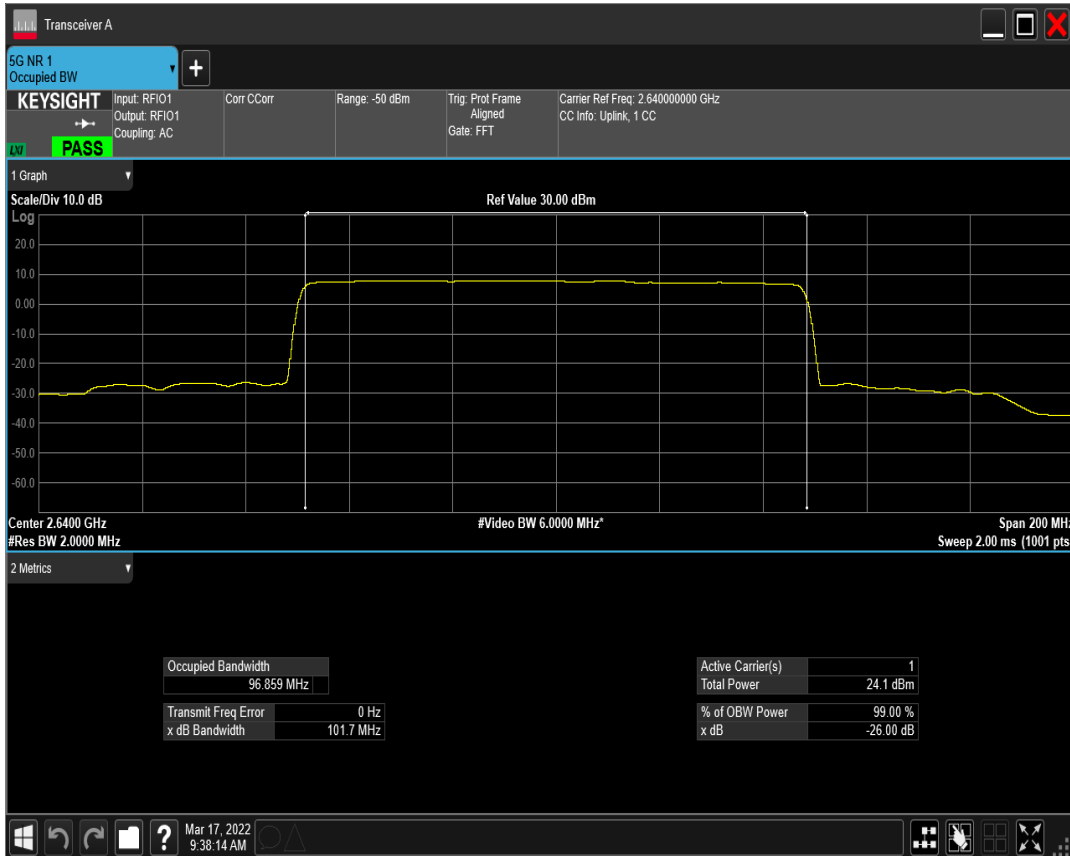 Transceiver A
5G NR 1
Occupied BW
+
KEYSIGHT
LXI
PASS
Input: RFIO1
Output: RFIO1
Coupling: AC
Corr CCorr
Range: -50 dBm
Trig: Prot Frame
Aligned
Gate: FFT
Carrier Ref Freq: 2.640000000 GHz
CC Info: Uplink, 1 CC
1 Graph
Scale/Div 10.0 dB
Ref Value 30.00 dBm
Log
20.0
10.0
0.00
-10.0
-20.0
-30.0
-40.0
-50.0
-60.0
Center 2.6400 GHz
#Video BW 6.0000 MHz*
Span 200 MHz
#Res BW 2.0000 MHz
Sweep 2.00 ms (1001 pts
2 Metrics
Occupied Bandwidth
96.859 MHz
Transmit Freq Error 0 Hz
x dB Bandwidth 101.7 MHz
Active Carrier(s) 1
Total Power 24.1 dBm
% of OBW Power 99.00 %
x dB -26.00 dB
?
Mar 17, 2022
9:38:14 AM